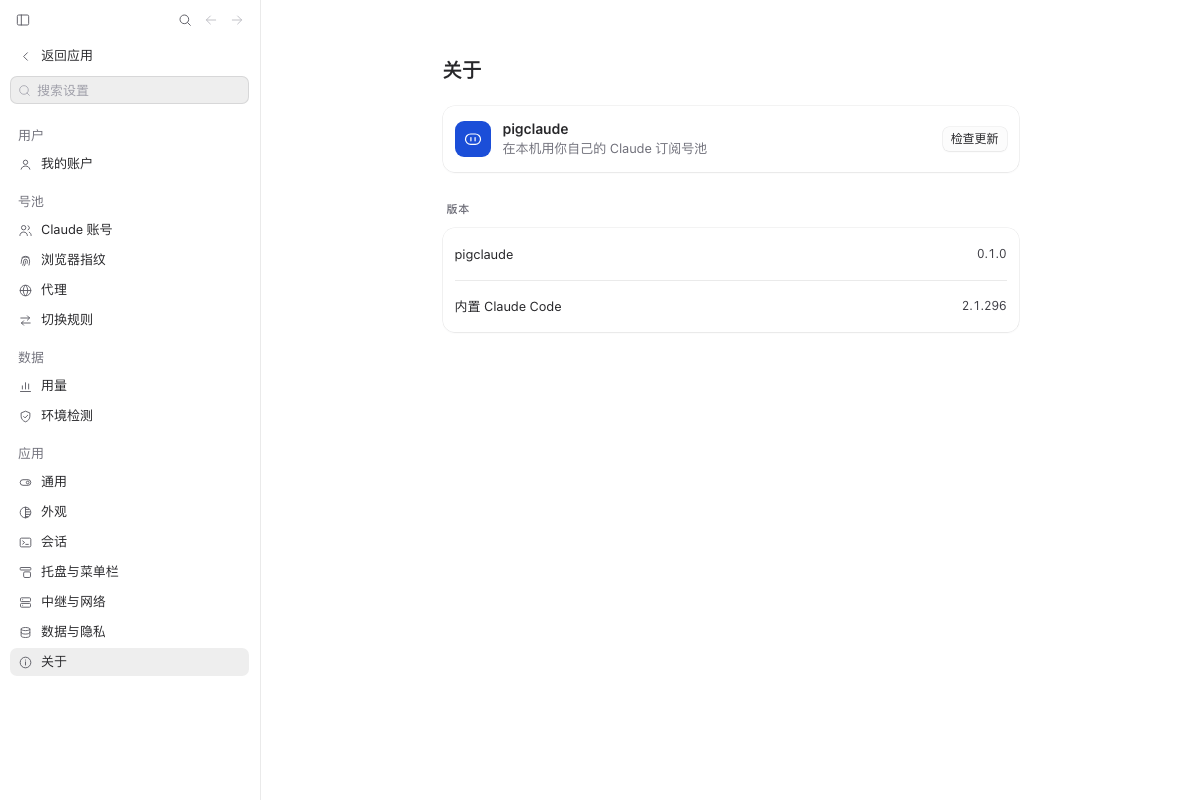 返回应用
搜索设置
用户
我的账户
号池
Claude 账号
浏览器指纹
代理
切换规则
数据
用量
环境检测
应用
通用
外观
会话
托盘与菜单栏
中继与网络
数据与隐私
关于
关于
pigclaude
在本机用你自己的 Claude 订阅号池
检查更新
版本
pigclaude 0.1.0
内置 Claude Code 2.1.296